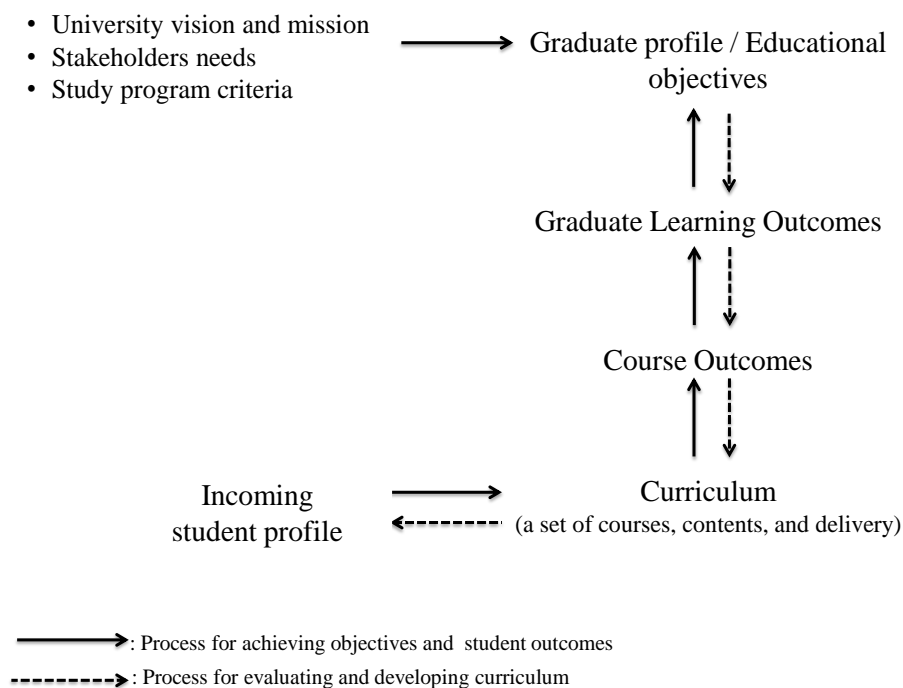 • University vision and mission
• Stakeholders needs
• Study program criteria
Graduate profile / Educational
objectives
Graduate Learning Outcomes
Course Outcomes
Incoming
student profile
Curriculum
(a set of courses, contents, and delivery)
: Process for achieving objectives and student outcomes
: Process for evaluating and developing curriculum